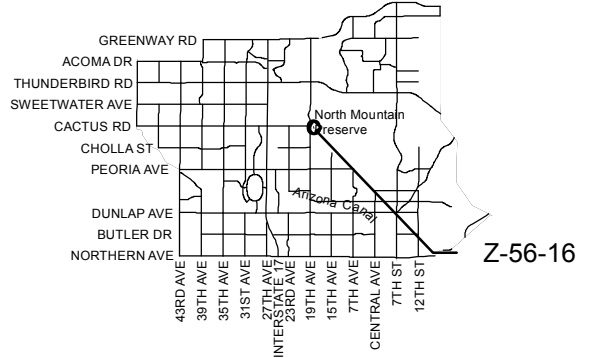 GREENWAY RD
ACOMA DR
THUNDERBIRD RD
SWEETWATER AVE
CACTUS RD
North Mountain
Preserve
CHOLLA ST
PEORIA AVE
Arizona Canal
DUNLAP AVE
BUTLER DR
NORTHERN AVE
Z-56-16
43RD AVE
39TH AVE
35TH AVE
31ST AVE
27TH AVE
INTERSTATE 17
23RD AVE
19TH AVE
15TH AVE
7TH AVE
CENTRAL AVE
7TH ST
12TH ST